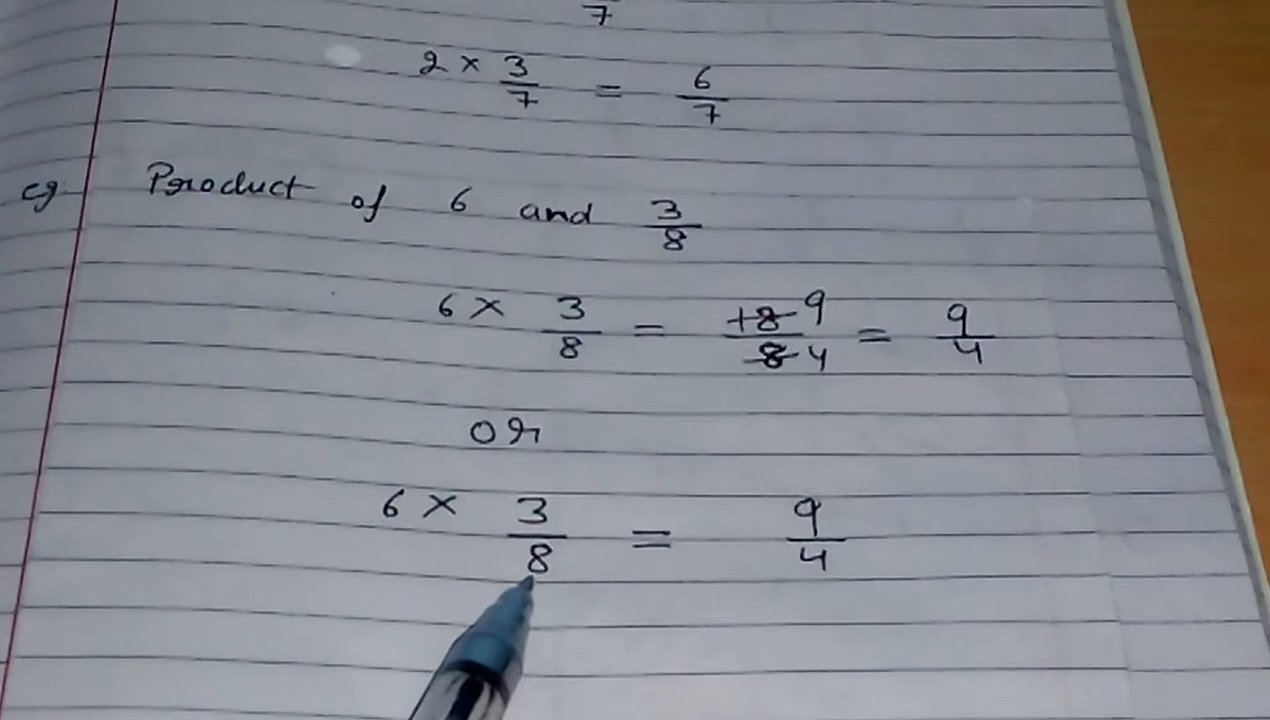 7
2 × 3/7 = 6/7
eg Product of 6 and 3/8
6 × 3/8 = 18 9/8 4 = 9/4
or
6 × 3/8 = 9/4